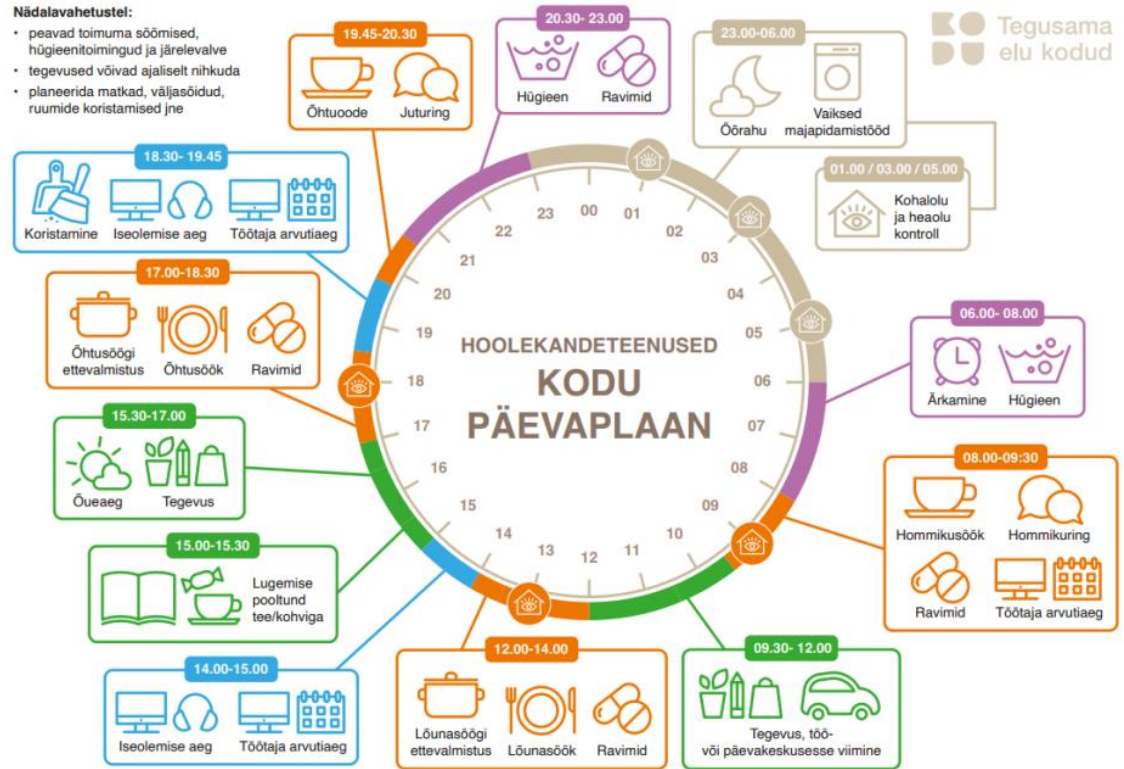 Nädalavahetustel:
• peavad toimuma söömised,
hügieenitoimingud ja järelevalve
• tegevused võivad ajaliselt nihkuda
• planeerida matkad, väljasõidud,
ruumide koristamised jne
19.45-20.30
Õhtuoode
Juturing
20.30- 23.00
Hügieen
Ravimid
23.00-06.00
Öörahu
Vaiksed
majapidamistööd
KODU
Tegusama
elu kodud
01.00 / 03.00 / 05.00
Kohalolu
ja heaolu
kontroll
18.30- 19.45
Koristamine
Iseolemise aeg
Töötaja arvutiaeg
17.00-18.30
Õhtusöögi
ettevalmistus
Õhtusöök
Ravimid
06.00- 08.00
Ärkamine
Hügieen
15.30-17.00
Õueaeg
Tegevus
08.00-09:30
Hommikusöök
Hommikuring
Ravimid
Töötaja arvutiaeg
15.00-15.30
Lugemise
pooltund
tee/kohviga
14.00-15.00
Iseolemise aeg
Töötaja arvutiaeg
12.00-14.00
Lõunasöögi
ettevalmistus
Lõunasöök
Ravimid
09.30- 12.00
Tegevus, töö-
või päevakeskusesse viimine
HOOLEKANDETEENUSED
KODU
PÄEVAPLAAN
00
01
02
03
04
05
06
07
08
09
10
11
12
13
14
15
16
17
18
19
20
21
22
23